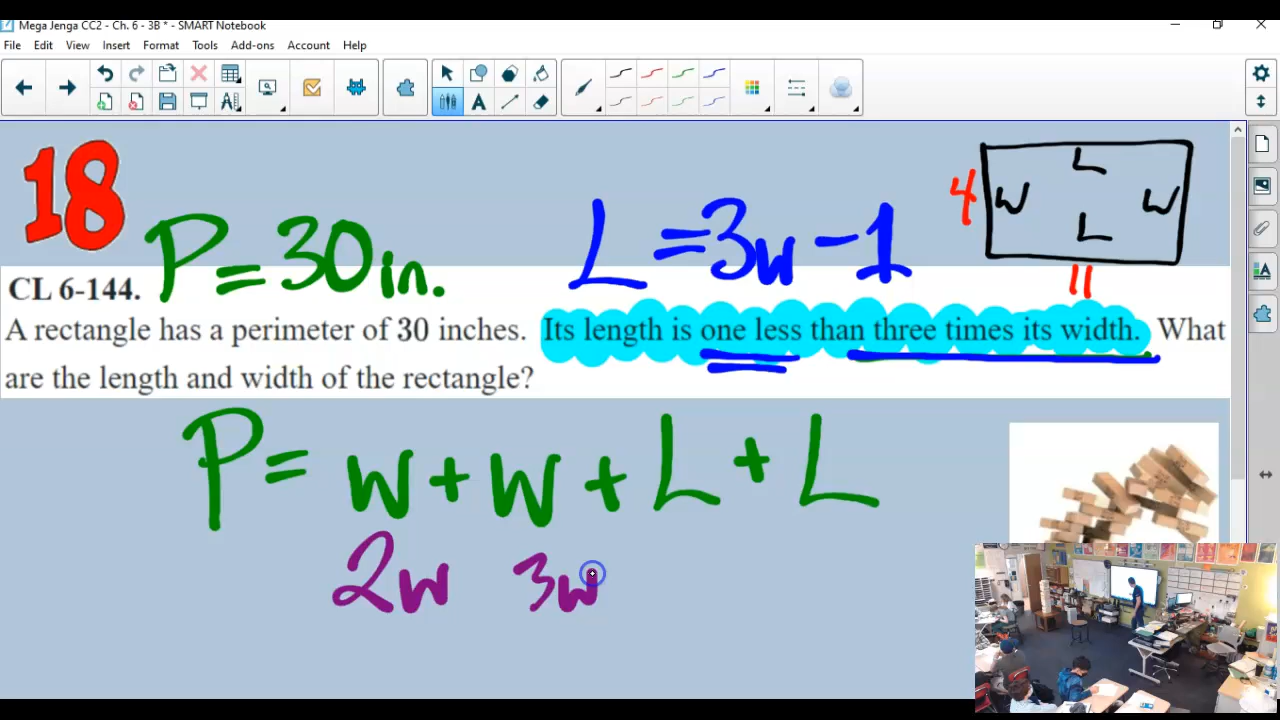 Mega Jenga CC2 - Ch. 6 - 3B * - SMART Notebook
File Edit View Insert Format Tools Add-ons Account Help
18
P = 30 in.
L = 3w - 1
L
4 W W
L
11
CL 6-144.
A rectangle has a perimeter of 30 inches. Its length is one less than three times its width. What
are the length and width of the rectangle?
P = w + w + L + L
2w 3w